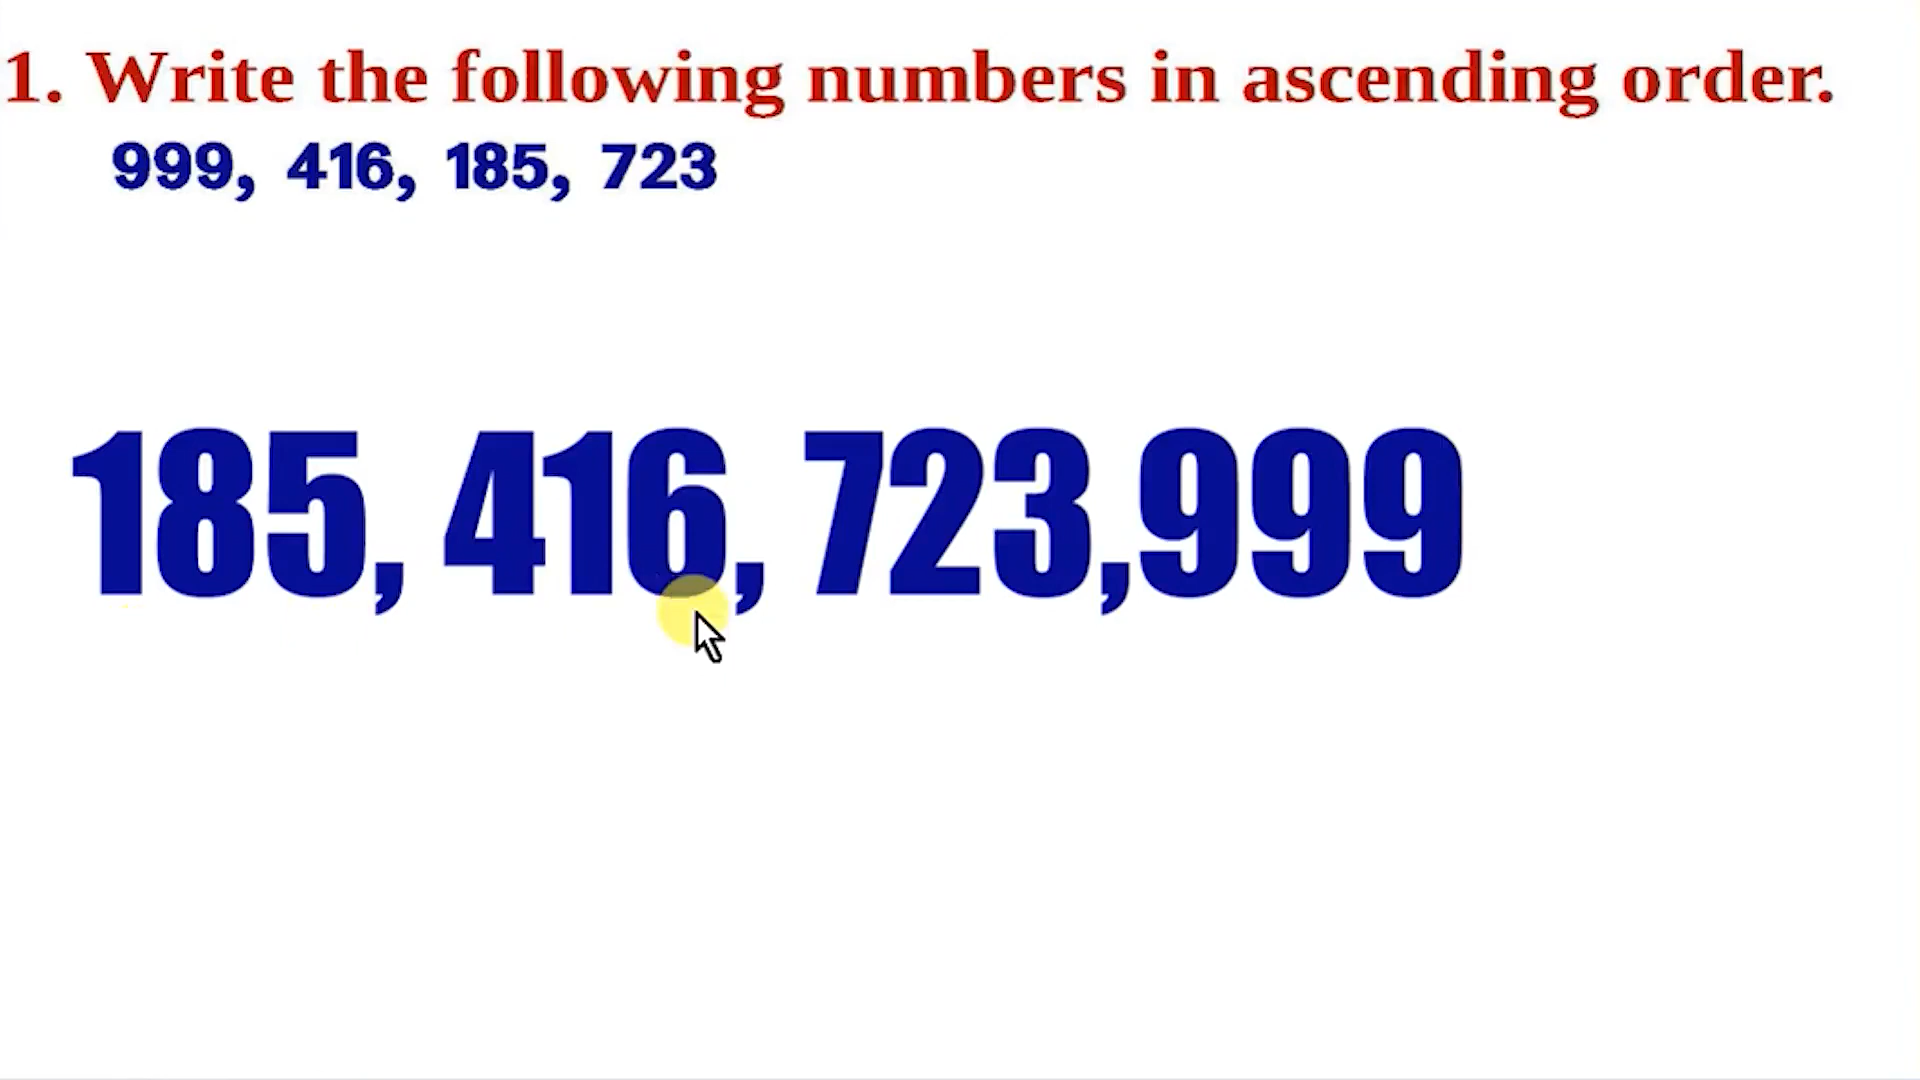 1. Write the following numbers in ascending order.
999, 416, 185, 723
185, 416, 723,999